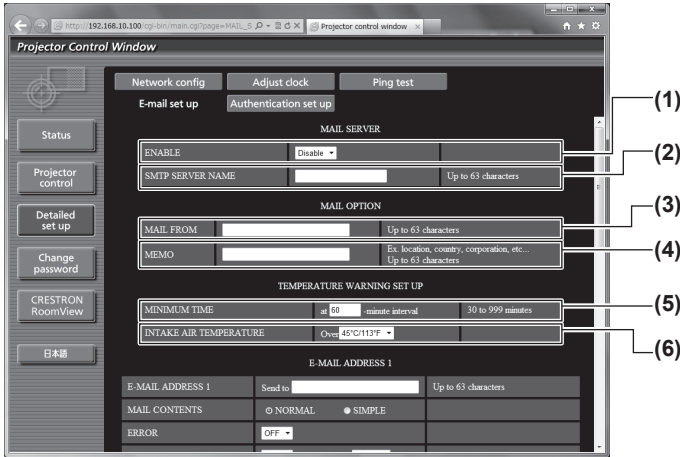 http://192.168.10.100/cgi-bin/main.cgi?page=MAIL_S
Projector control window
Projector Control Window
Network config Adjust clock Ping test
E-mail set up Authentication set up
Status
Projector control
Detailed set up
Change password
CRESTRON RoomView
日本語
MAIL SERVER
ENABLE Disable
(1)
SMTP SERVER NAME Up to 63 characters
(2)
MAIL OPTION
MAIL FROM Up to 63 characters
(3)
MEMO Ex. location, country, corporation, etc...
Up to 63 characters
(4)
TEMPERATURE WARNING SET UP
MINIMUM TIME at 60 -minute interval 30 to 999 minutes
(5)
INTAKE AIR TEMPERATURE Over 45°C/113°F
(6)
E-MAIL ADDRESS 1
E-MAIL ADDRESS 1 Send to Up to 63 characters
MAIL CONTENTS NORMAL SIMPLE
ERROR OFF